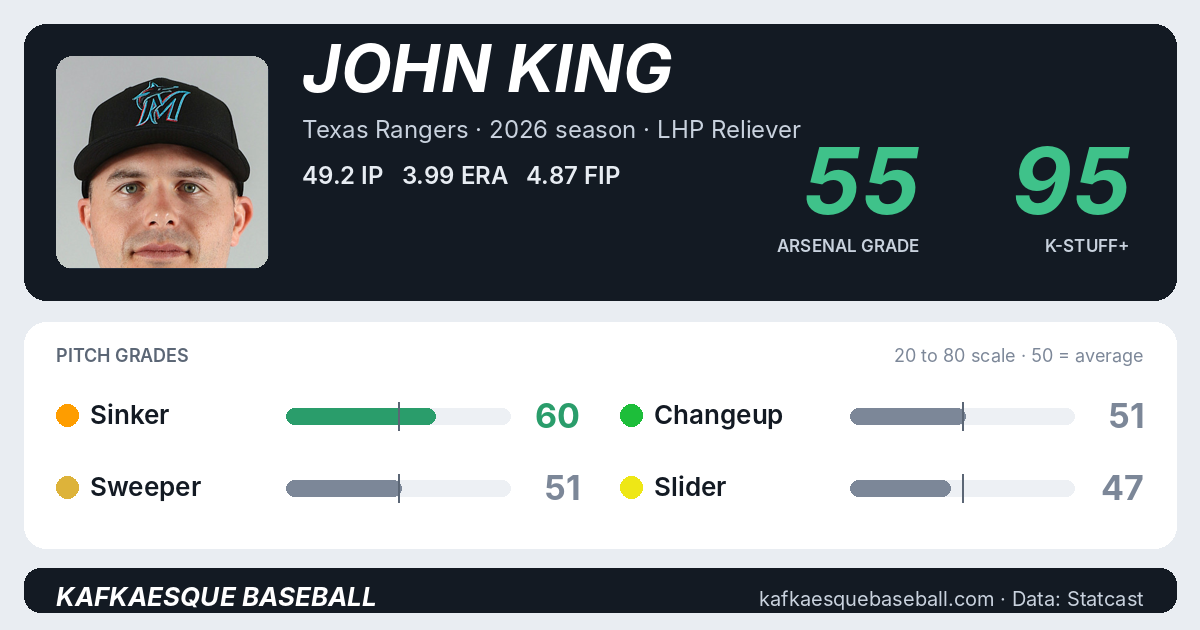 JOHN KING
Texas Rangers · 2026 season · LHP Reliever
49.2 IP 3.99 ERA 4.87 FIP
55 95
ARSENAL GRADE K-STUFF+
PITCH GRADES 20 to 80 scale · 50 = average
Sinker 60 Changeup 51
Sweeper 51 Slider 47
KAFKAESQUE BASEBALL kafkaesquebaseball.com · Data: Statcast